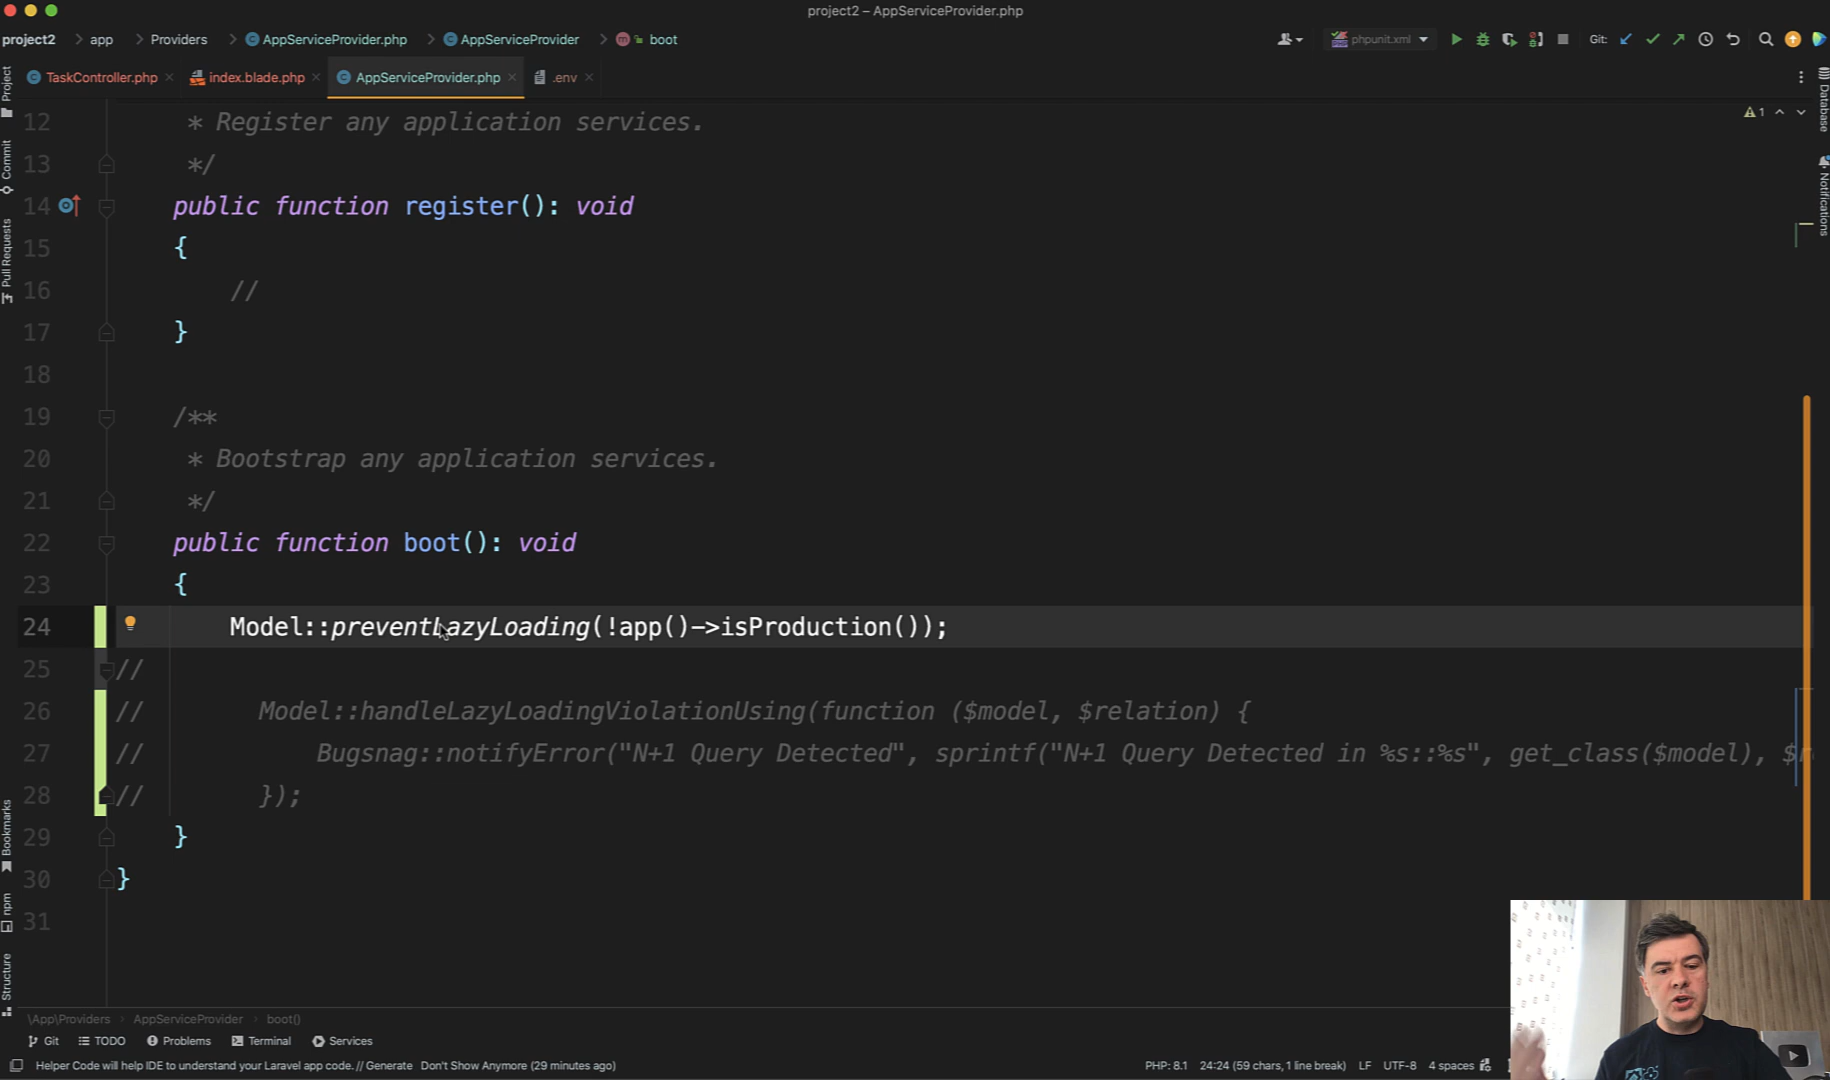 project2 – AppServiceProvider.php
project2 > app > Providers > AppServiceProvider.php > AppServiceProvider > boot
phpunit.xml
Git:
TaskController.php
index.blade.php
AppServiceProvider.php
.env
Project
Commit
Pull Requests
Bookmarks
npm
Structure
Database
Notifications
1
12 * Register any application services.
13 */
14 public function register(): void
15 {
16 //
17 }
18
19 /**
20 * Bootstrap any application services.
21 */
22 public function boot(): void
23 {
24 Model::preventLazyLoading(!app()->isProduction());
25 //
26 // Model::handleLazyLoadingViolationUsing(function ($model, $relation) {
27 // Bugsnag::notifyError("N+1 Query Detected", sprintf("N+1 Query Detected in %s::%s", get_class($model), $
28 // });
29 }
30 }
31
\App\Providers > AppServiceProvider > boot()
Git TODO Problems Terminal Services
Helper Code will help IDE to understand your Laravel app code. // Generate Don't Show Anymore (29 minutes ago)
PHP: 8.1 24:24 (59 chars, 1 line break) LF UTF-8 4 spaces